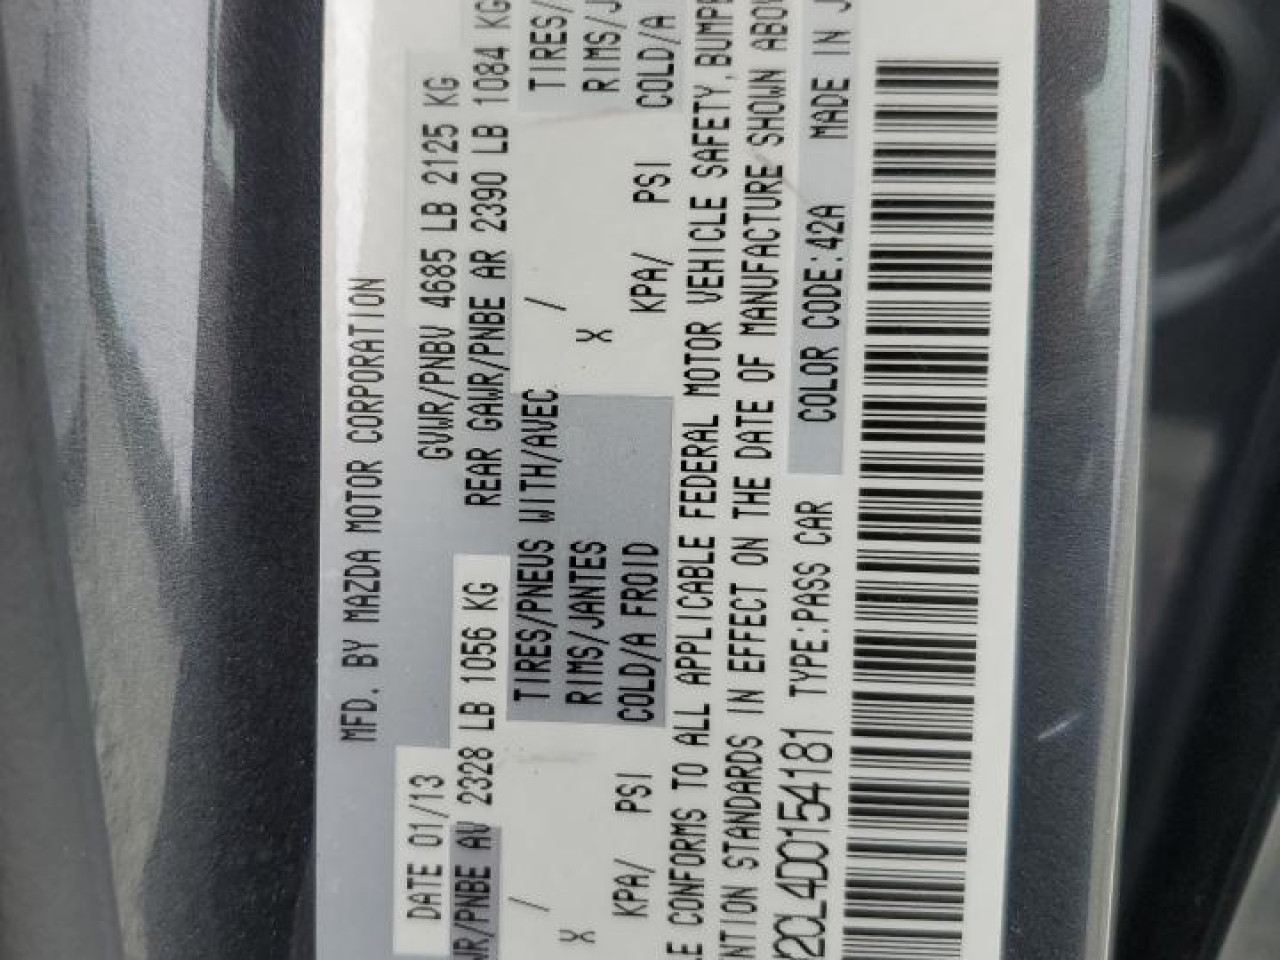 MFD. BY MAZDA MOTOR CORPORATION
DATE 01/13 GVWR/PNBV 4685 LB 2125 KG
WR/PNBE AV 2328 LB 1056 KG REAR GAWR/PNBE AR 2390 LB 1084 KG
/ TIRES/PNEUS WITH/AVEC / TIRES/
X RIMS/JANTES X RIMS/J
KPA/ PSI COLD/A FROID KPA/ PSI COLD/A
LE CONFORMS TO ALL APPLICABLE FEDERAL MOTOR VEHICLE SAFETY, BUMPE
NTION STANDARDS IN EFFECT ON THE DATE OF MANUFACTURE SHOWN ABOV
2CL4D0154181 TYPE:PASS CAR COLOR CODE:42A MADE IN J